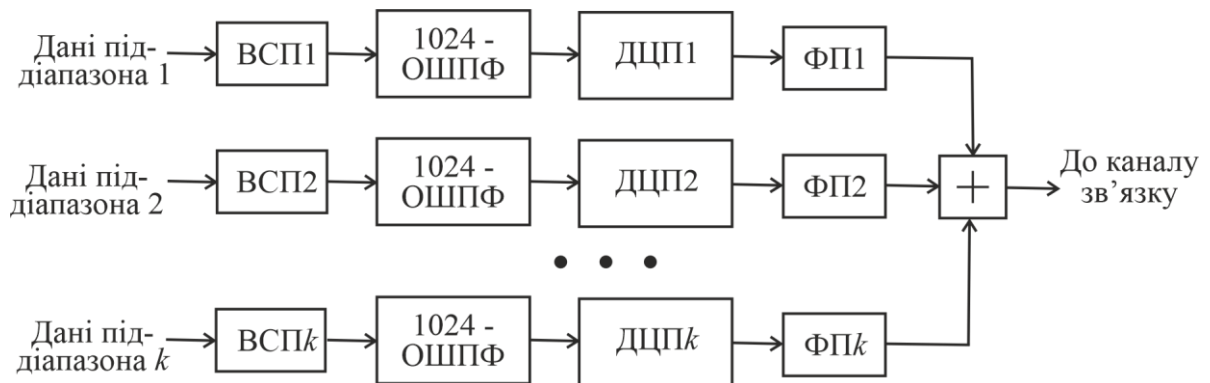 Дані під-
діапазона 1
ВСП1
1024 -
ОШПФ
ДЦП1
ФП1
Дані під-
діапазона 2
ВСП2
1024 -
ОШПФ
ДЦП2
ФП2
+
До каналу
зв’язку
• • •
Дані під-
діапазона k
ВСПk
1024 -
ОШПФ
ДЦПk
ФПk